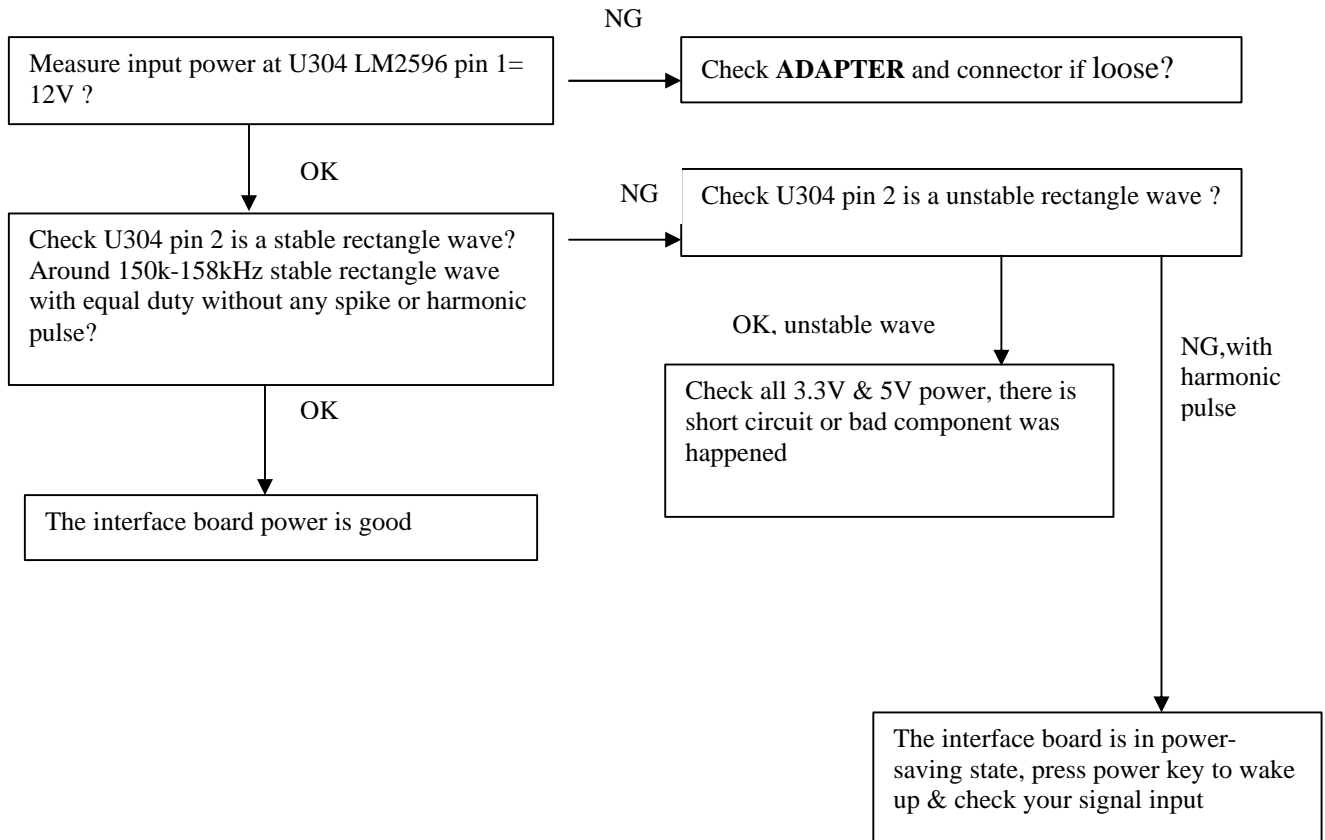 NG
Measure input power at U304 LM2596 pin 1=
12V ?
Check ADAPTER and connector if loose?
OK
NG
Check U304 pin 2 is a unstable rectangle wave ?
Check U304 pin 2 is a stable rectangle wave?
Around 150k-158kHz stable rectangle wave
with equal duty without any spike or harmonic
pulse?
OK, unstable wave
NG,with
harmonic
pulse
Check all 3.3V & 5V power, there is
short circuit or bad component was
happened
OK
The interface board power is good
The interface board is in power-
saving state, press power key to wake
up & check your signal input